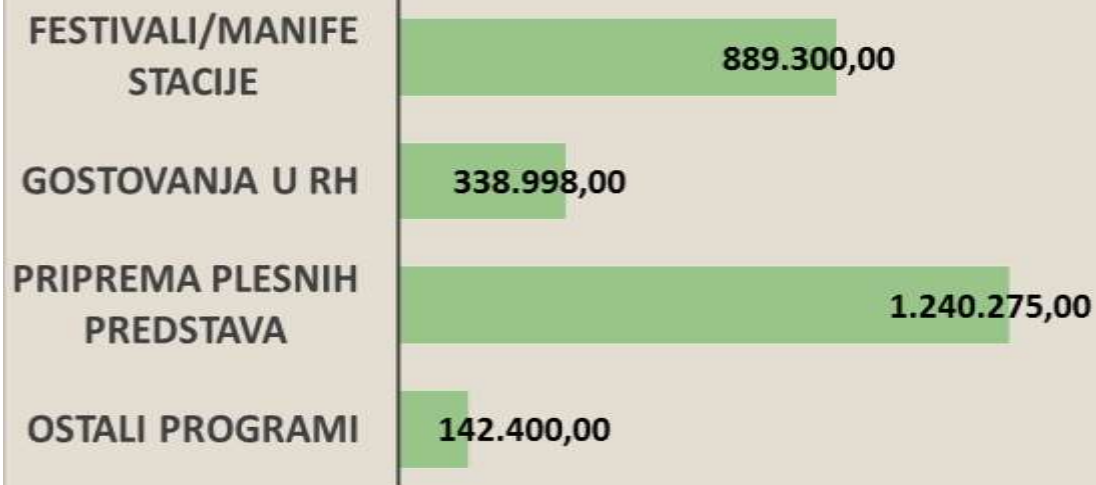 FESTIVALI/MANIFE
STACIJE
889.300,00
GOSTOVANJA U RH
338.998,00
PRIPREMA PLESNIH
PREDSTAVA
1.240.275,00
OSTALI PROGRAMI
142.400,00